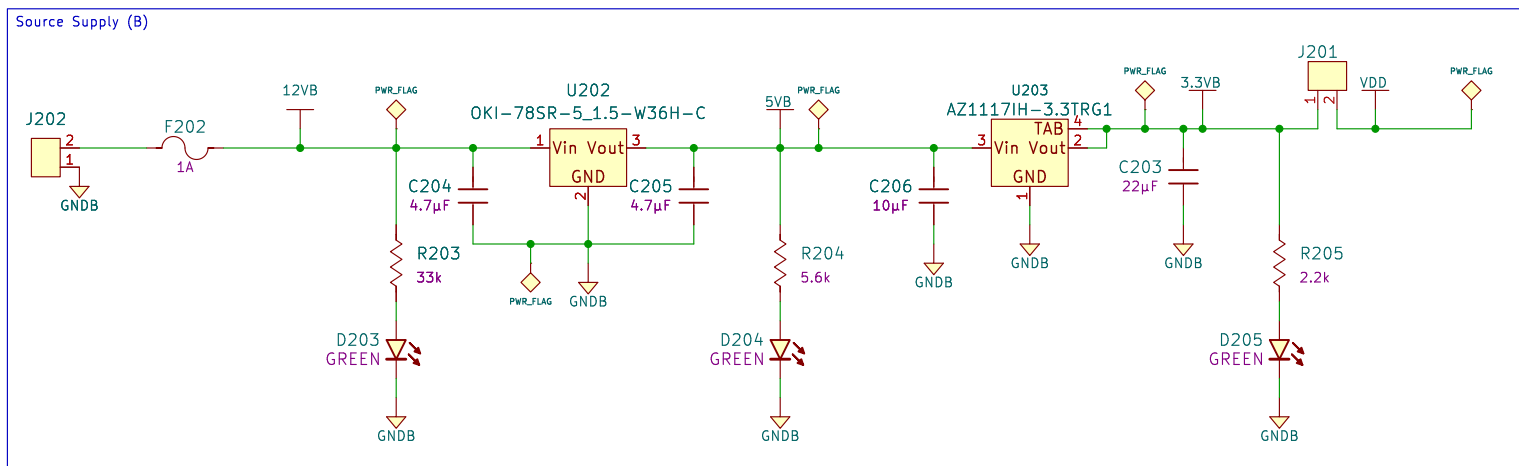 Source Supply (B)
J202
2
1
GNDB
F202
1A
12VB
PWR_FLAG
U202
OKI-78SR-5_1.5-W36H-C
1
Vin Vout
3
GND
2
C204
4.7µF
C205
4.7µF
PWR_FLAG
GNDB
R203
33k
D203
GREEN
GNDB
5VB
PWR_FLAG
R204
5.6k
D204
GREEN
GNDB
C206
10µF
GNDB
U203
AZ1117IH-3.3TRG1
TAB
4
3
Vin Vout
2
GND
1
GNDB
PWR_FLAG
3.3VB
C203
22µF
GNDB
R205
2.2k
D205
GREEN
GNDB
J201
1
2
VDD
PWR_FLAG